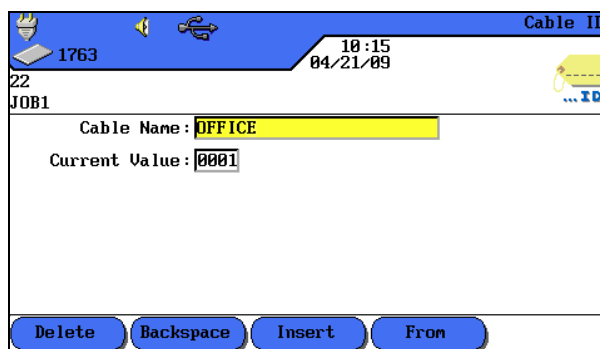 Cable ID
1763
10:15
04/21/09
22
JOB1
...ID
Cable Name: OFFICE
Current Value: 0001
Delete Backspace Insert From